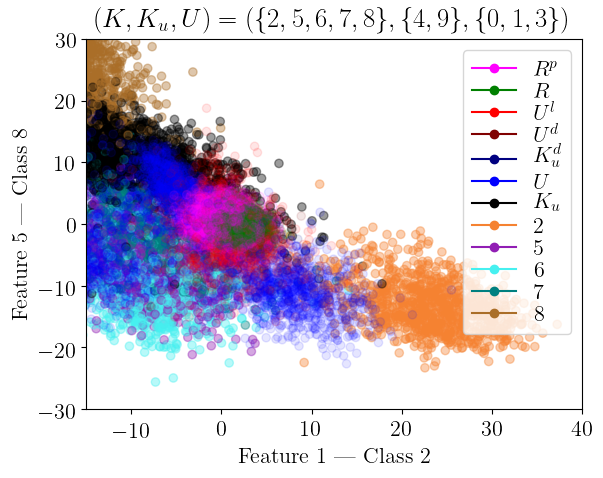 (K, K_u, U) = ({2, 5, 6, 7, 8}, {4, 9}, {0, 1, 3})
30
20
10
0
−10
−20
−30
Feature 5 — Class 8
R^p
R
U^l
U^d
K_u^d
U
K_u
2
5
6
7
8
−10
0
10
20
30
40
Feature 1 — Class 2